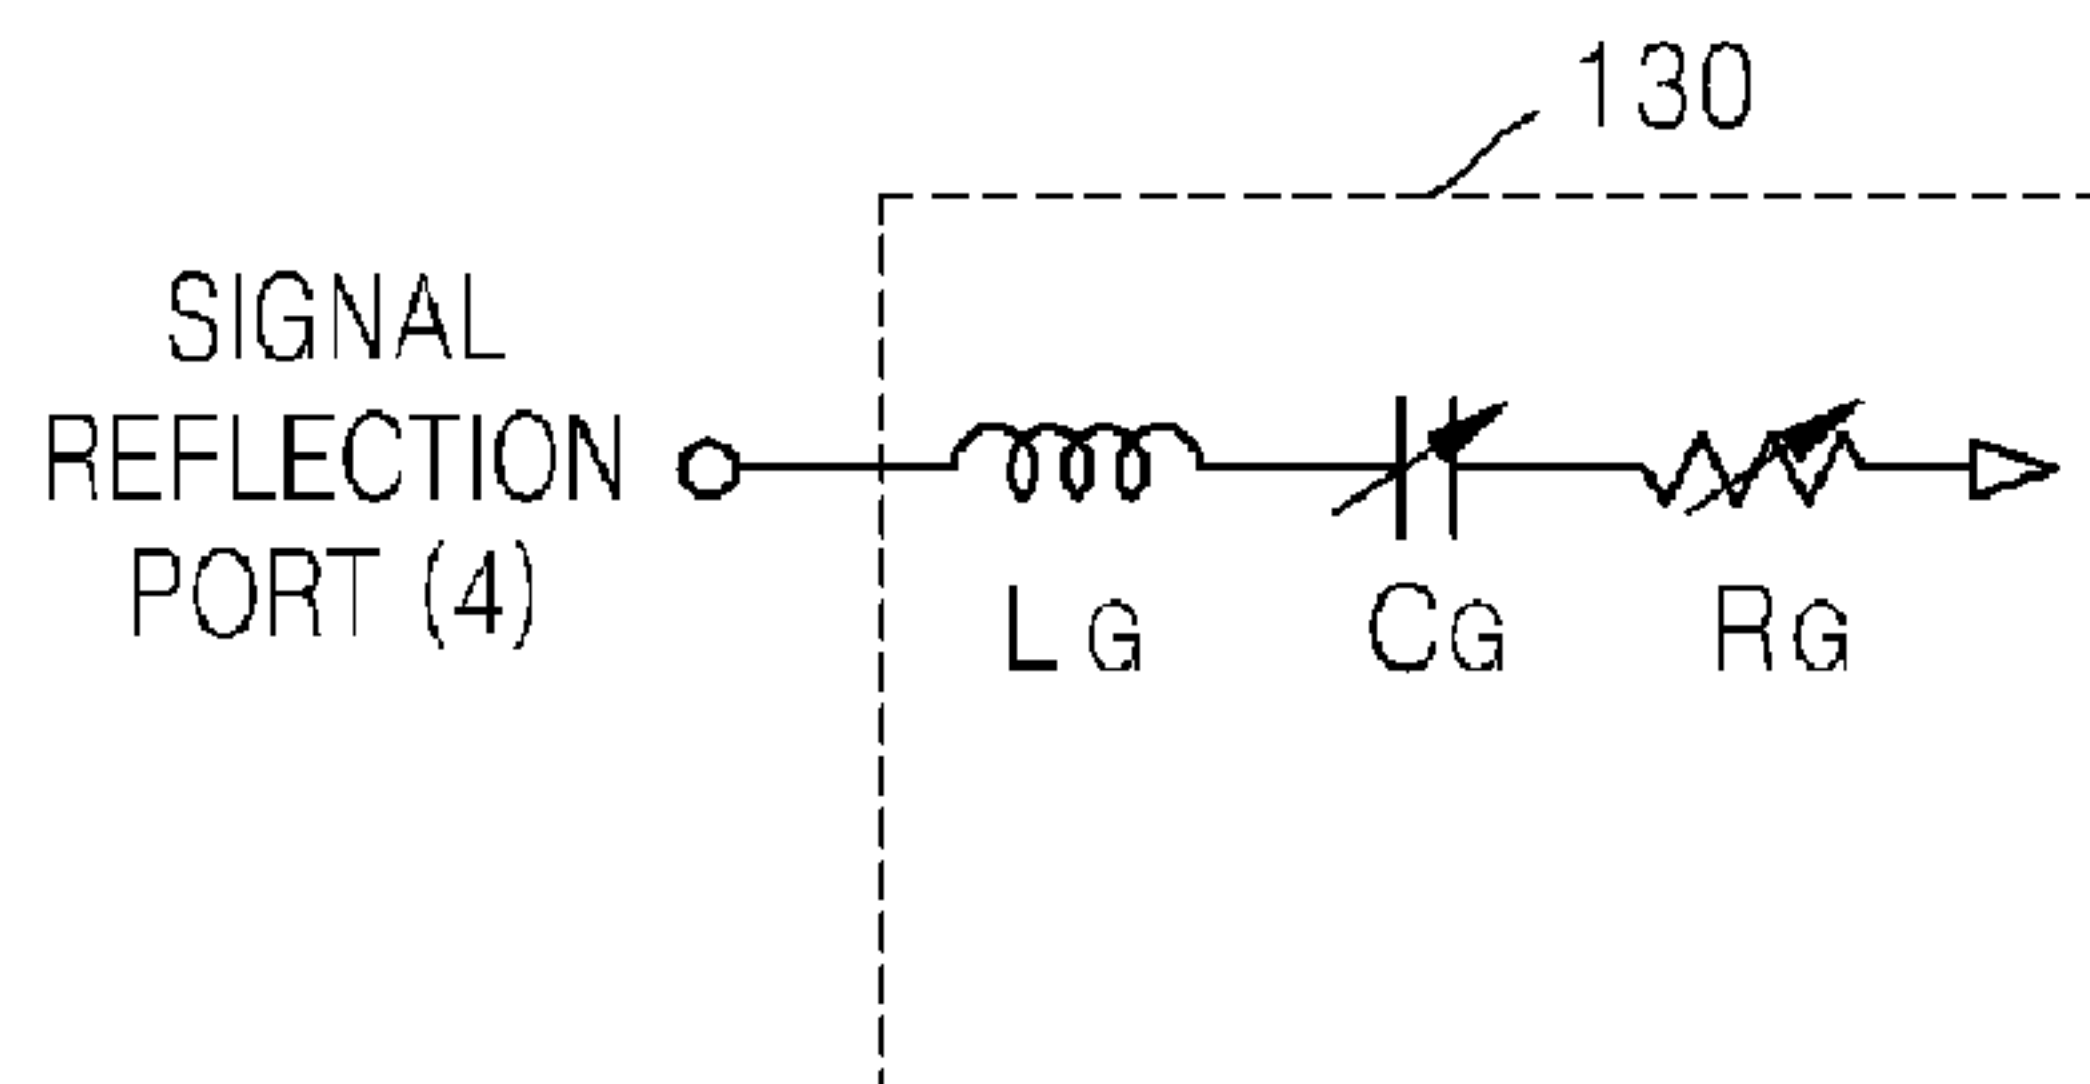 130
SIGNAL
REFLECTION
PORT (4)
LG CG RG